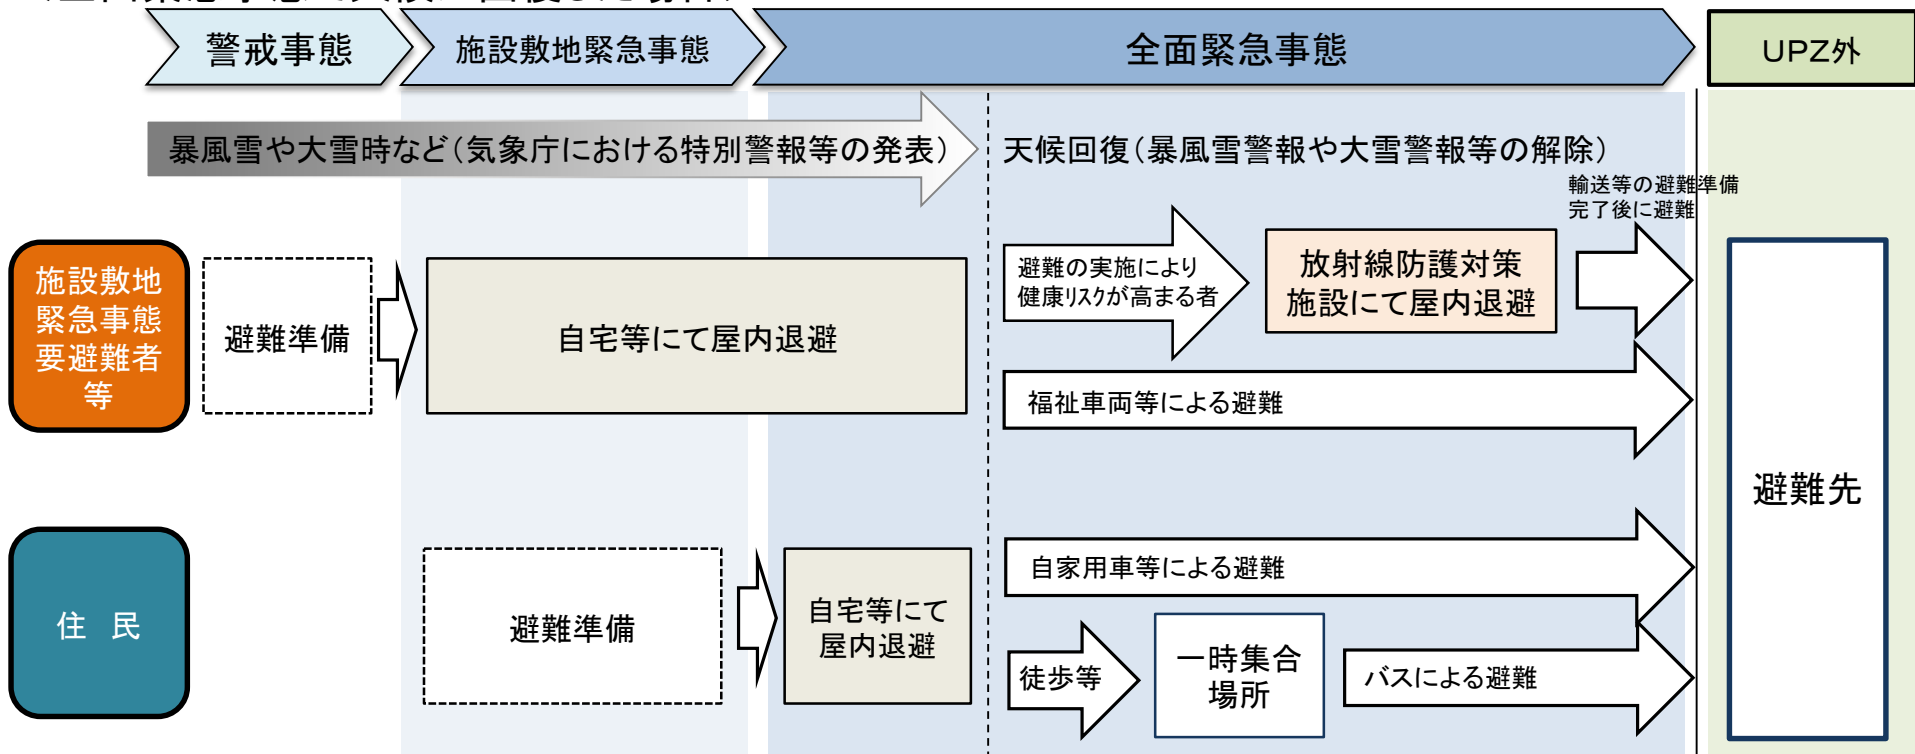 警戒事態
施設敷地緊急事態
全面緊急事態
UPZ外
暴風雪や大雪時など(気象庁における特別警報等の発表)
天候回復(暴風雪警報や大雪警報等の解除)
輸送等の避難準備
完了後に避難
施設敷地
緊急事態
要避難者
等
避難準備
自宅等にて屋内退避
避難の実施により
健康リスクが高まる者
放射線防護対策
施設にて屋内退避
福祉車両等による避難
避難先
住 民
避難準備
自宅等にて
屋内退避
自家用車等による避難
徒歩等
一時集合
場所
バスによる避難